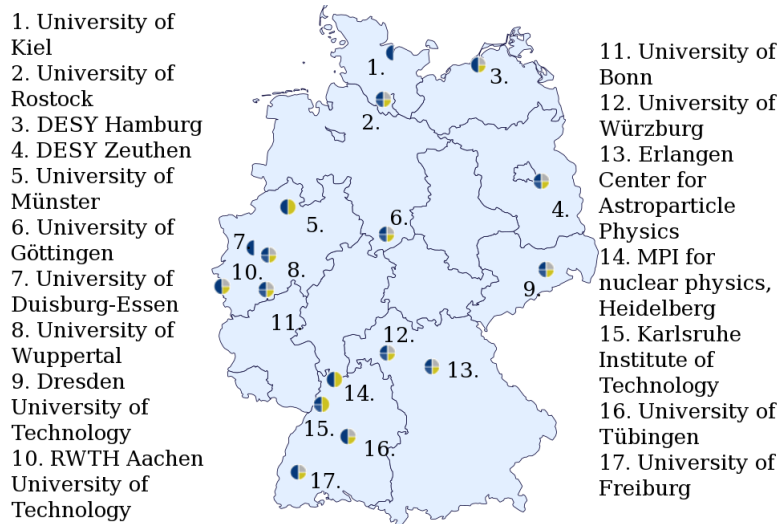 1. University of
Kiel
2. University of
Rostock
3. DESY Hamburg
4. DESY Zeuthen
5. University of
Münster
6. University of
Göttingen
7. University of
Duisburg-Essen
8. University of
Wuppertal
9. Dresden
University of
Technology
10. RWTH Aachen
University of
Technology
1.
2.
3.
4.
5.
6.
7.
8.
9.
10.
11.
12.
13.
14.
15.
16.
17.
11. University of
Bonn
12. University of
Würzburg
13. Erlangen
Center for
Astroparticle
Physics
14. MPI for
nuclear physics,
Heidelberg
15. Karlsruhe
Institute of
Technology
16. University of
Tübingen
17. University of
Freiburg